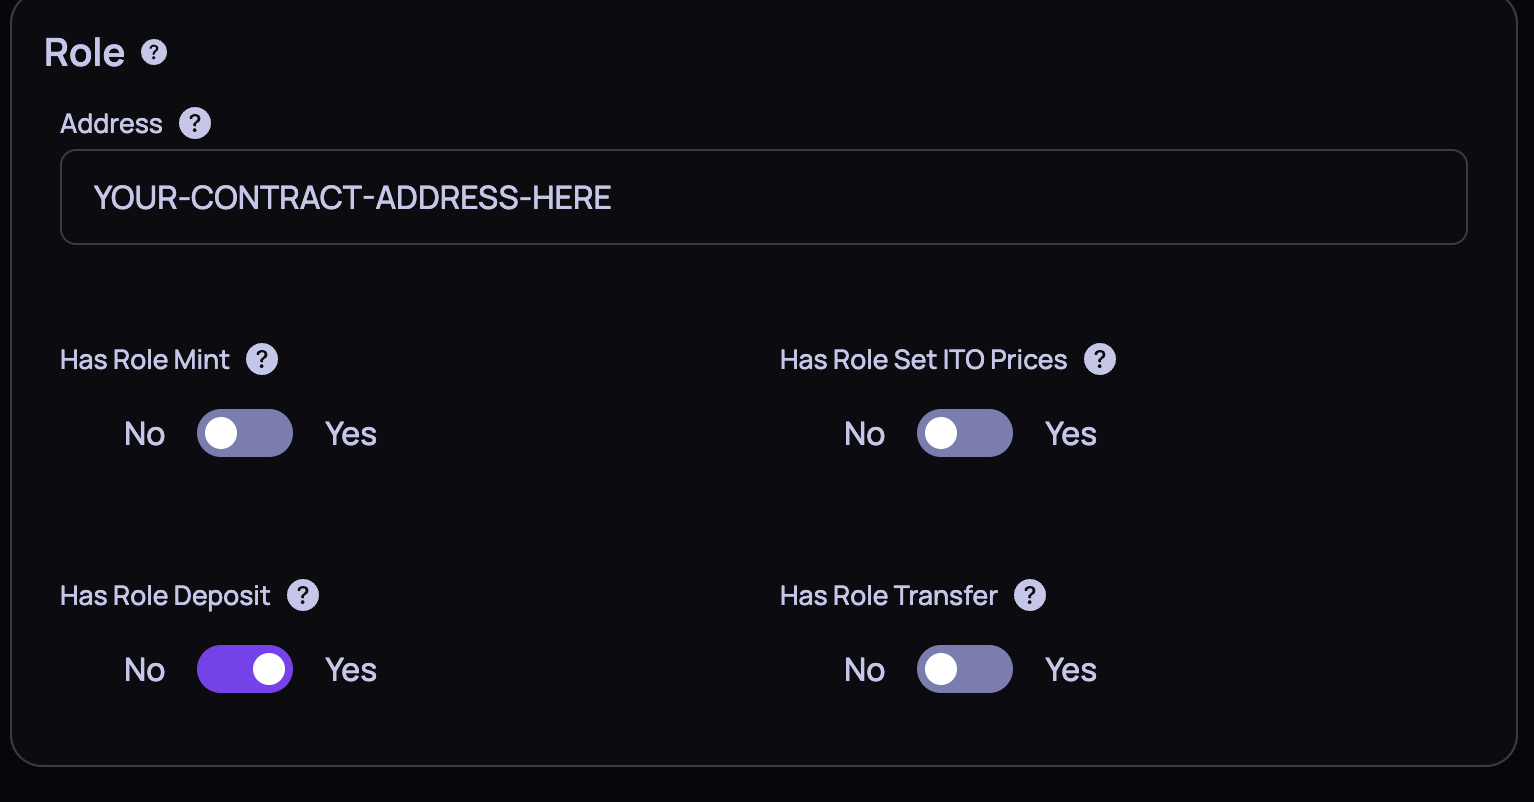 Role ?
Address ?
YOUR-CONTRACT-ADDRESS-HERE
Has Role Mint ?
Has Role Set ITO Prices ?
No Yes
No Yes
Has Role Deposit ?
Has Role Transfer ?
No Yes
No Yes